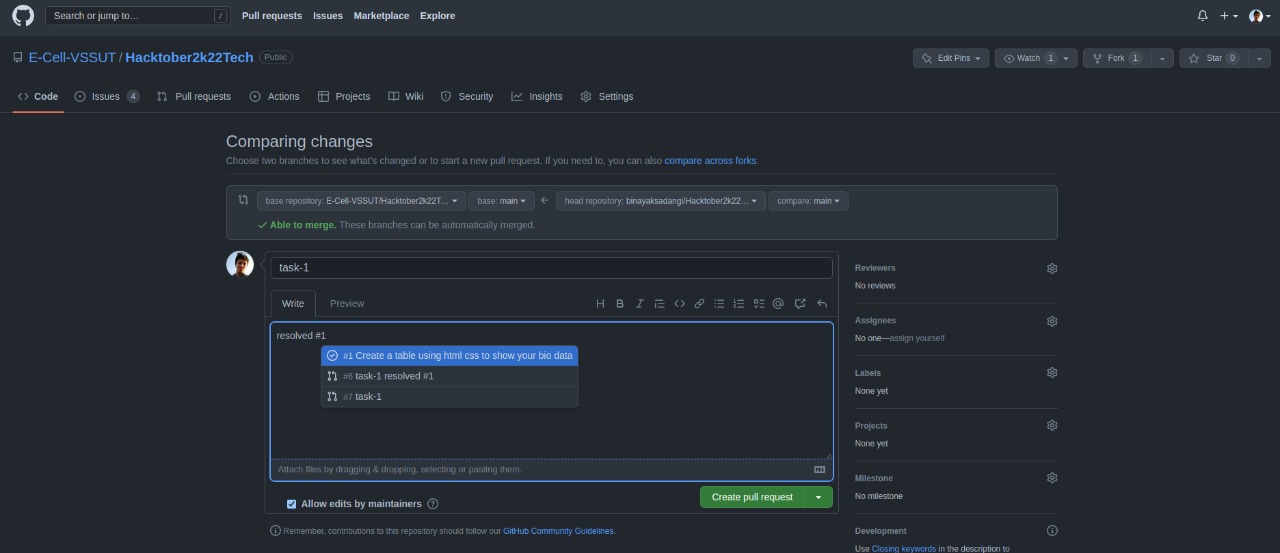 Search or jump to… /
Pull requests Issues Marketplace Explore
E-Cell-VSSUT / Hacktober2k22Tech Public
Edit Pins Watch 1 Fork 1 Star 0
Code Issues 4 Pull requests Actions Projects Wiki Security Insights Settings
Comparing changes
Choose two branches to see what's changed or to start a new pull request. If you need to, you can also compare across forks.
base repository: E-Cell-VSSUT/Hacktober2k22T... base: main head repository: binayaksadangi/Hacktober2k22... compare: main
Able to merge. These branches can be automatically merged.
task-1
Write Preview
resolved #1
#1 Create a table using html css to show your bio data
#6 task-1 resolved #1
#7 task-1
Attach files by dragging & dropping, selecting or pasting them.
Allow edits by maintainers
Create pull request
Remember, contributions to this repository should follow our GitHub Community Guidelines.
Reviewers
No reviews
Assignees
No one—assign yourself
Labels
None yet
Projects
None yet
Milestone
No milestone
Development
Use Closing keywords in the description to